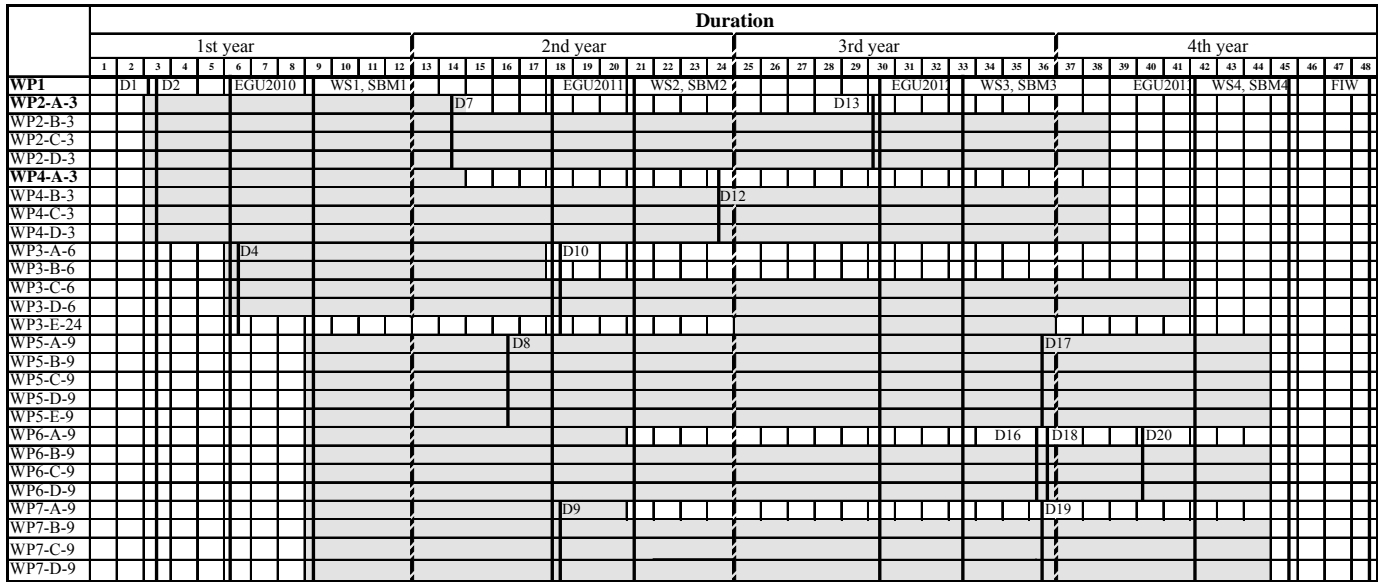 Duration
1st year 2nd year 3rd year 4th year
1 2 3 4 5 6 7 8 9 10 11 12 13 14 15 16 17 18 19 20 21 22 23 24 25 26 27 28 29 30 31 32 33 34 35 36 37 38 39 40 41 42 43 44 45 46 47 48
WP1 D1 D2 EGU2010 WS1, SBM1 EGU2011 WS2, SBM2 EGU2012 WS3, SBM3 EGU201 WS4, SBM4 FIW
WP2-A-3 D7 D13
WP2-B-3
WP2-C-3
WP2-D-3
WP4-A-3
WP4-B-3 D12
WP4-C-3
WP4-D-3
WP3-A-6 D4 D10
WP3-B-6
WP3-C-6
WP3-D-6
WP3-E-24
WP5-A-9 D8 D17
WP5-B-9
WP5-C-9
WP5-D-9
WP5-E-9
WP6-A-9 D16 D18 D20
WP6-B-9
WP6-C-9
WP6-D-9
WP7-A-9 D9 D19
WP7-B-9
WP7-C-9
WP7-D-9